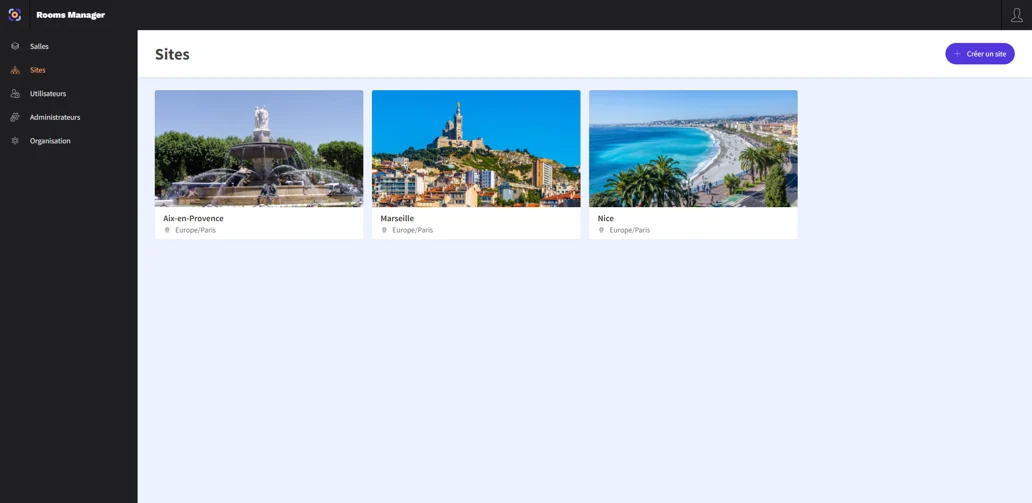 Rooms Manager
Salles
Sites
Utilisateurs
Administrateurs
Organisation
Sites
Créer un site
Aix-en-Provence
Europe/Paris
Marseille
Europe/Paris
Nice
Europe/Paris